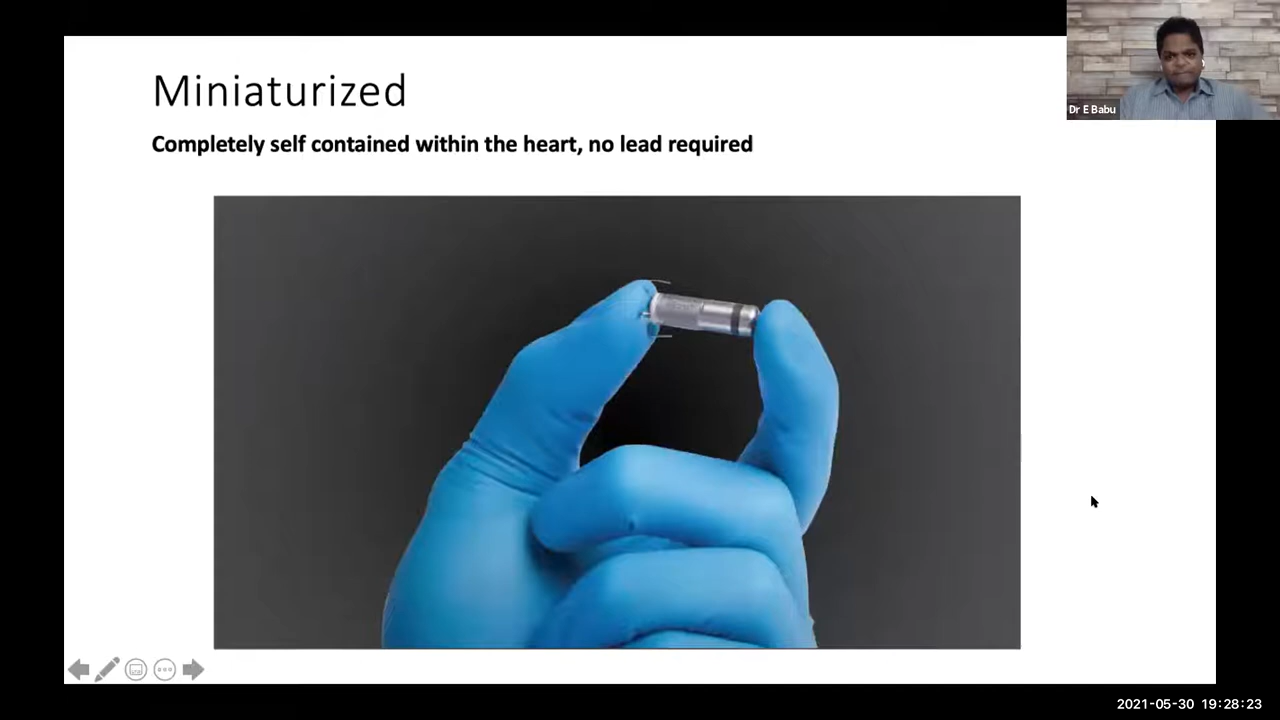 Miniaturized
Completely self contained within the heart, no lead required
Dr E Babu
2021-05-30 19:28:23